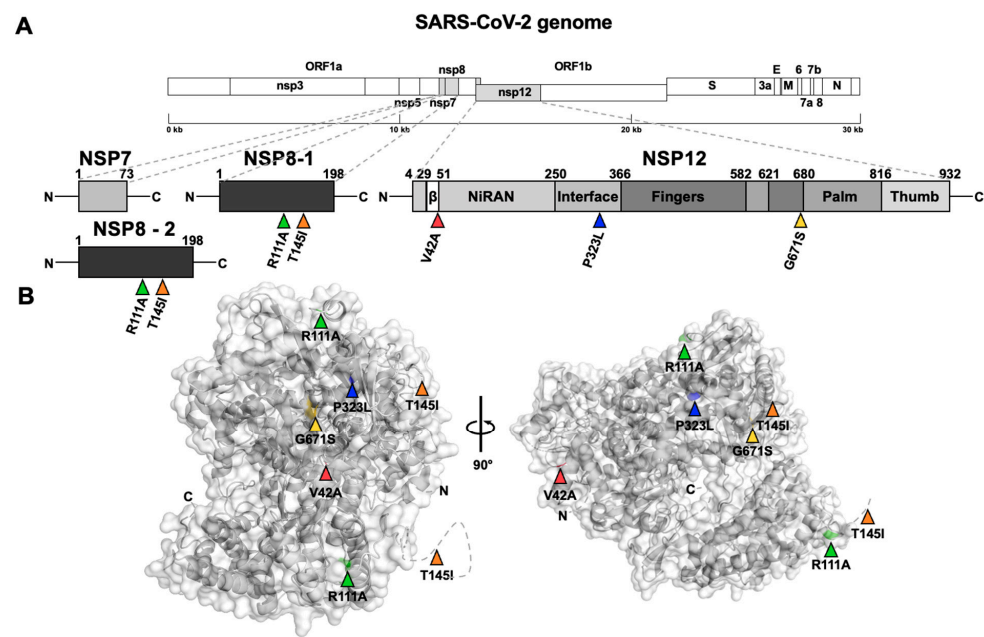 A
SARS-CoV-2 genome
ORF1a nsp8 ORF1b E 6 7b
nsp3 nsp12 S 3a M N
nsp5 nsp7 7a 8
0 kb 10 kb 20 kb 30 kb
NSP7 NSP8-1 NSP12
1 73 1 198 4 29 51 250 366 582 621 680 816 932
N C N C N β NiRAN Interface Fingers Palm Thumb C
R111A T145I V42A P323L G671S
NSP8 - 2
1 198
N C
R111A T145I
B
R111A
P323L
T145I
G671S
V42A
C
N
T145I
R111A
90°
R111A
P323L
T145I
G671S
V42A
N
C
T145I
R111A